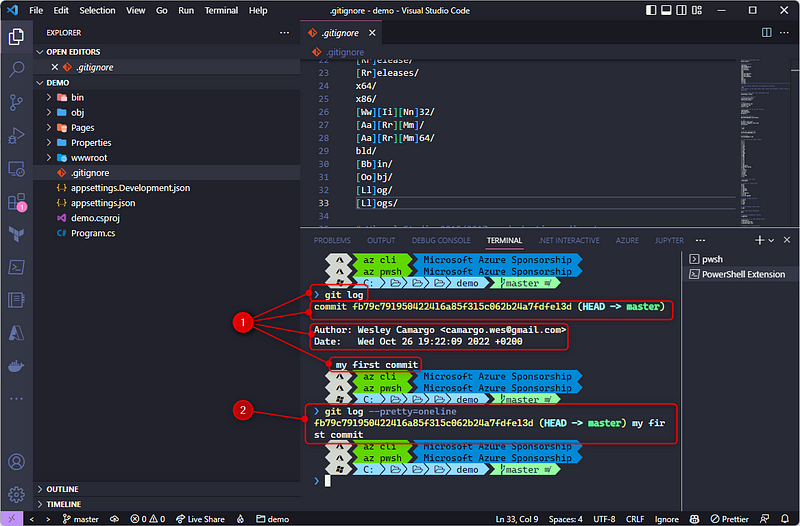 File Edit Selection View Go Run Terminal Help .gitignore - demo - Visual Studio Code
EXPLORER
OPEN EDITORS
.gitignore
DEMO
bin
obj
Pages
Properties
wwwroot
.gitignore
appsettings.Development.json
appsettings.json
demo.csproj
Program.cs
OUTLINE
TIMELINE
1
.gitignore
.gitignore
22 [Rr]elease/
23 [Rr]eleases/
24 x64/
25 x86/
26 [Ww][Ii][Nn]32/
27 [Aa][Rr][Mm]/
28 [Aa][Rr][Mm]64/
29 bld/
30 [Bb]in/
31 [Oo]bj/
32 [Ll]og/
33 [Ll]ogs/
34
PROBLEMS OUTPUT DEBUG CONSOLE TERMINAL .NET INTERACTIVE AZURE JUPYTER
pwsh
PowerShell Extension
az cli Microsoft Azure Sponsorship
az pwsh Microsoft Azure Sponsorship
C: demo master
❯ git log
commit fb79c791950422416a85f315c062b24a7fdfe13d (HEAD -> master)
1
Author: Wesley Camargo <camargo.wes@gmail.com>
Date: Wed Oct 26 19:22:09 2022 +0200
my first commit
az cli Microsoft Azure Sponsorship
az pwsh Microsoft Azure Sponsorship
C: demo master
2
❯ git log --pretty=oneline
fb79c791950422416a85f315c062b24a7fdfe13d (HEAD -> master) my fir
st commit
az cli Microsoft Azure Sponsorship
az pwsh Microsoft Azure Sponsorship
C: demo master
❯
master 0 0 Live Share demo Ln 33, Col 9 Spaces: 4 UTF-8 CRLF Ignore Prettier